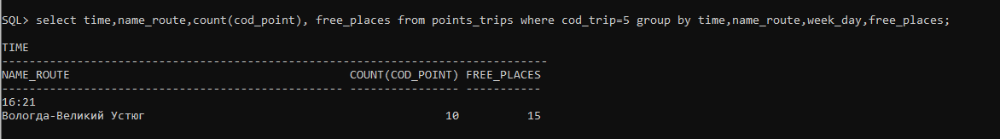 SQL> select time,name_route,count(cod_point), free_places from points_trips where cod_trip=5 group by time,name_route,week_day,free_places;
TIME
--------------------------------------------------------------------------------
NAME_ROUTE COUNT(COD_POINT) FREE_PLACES
-------------------------------------------------- ---------------- -----------
16:21
Вологда-Великий Устюг 10 15